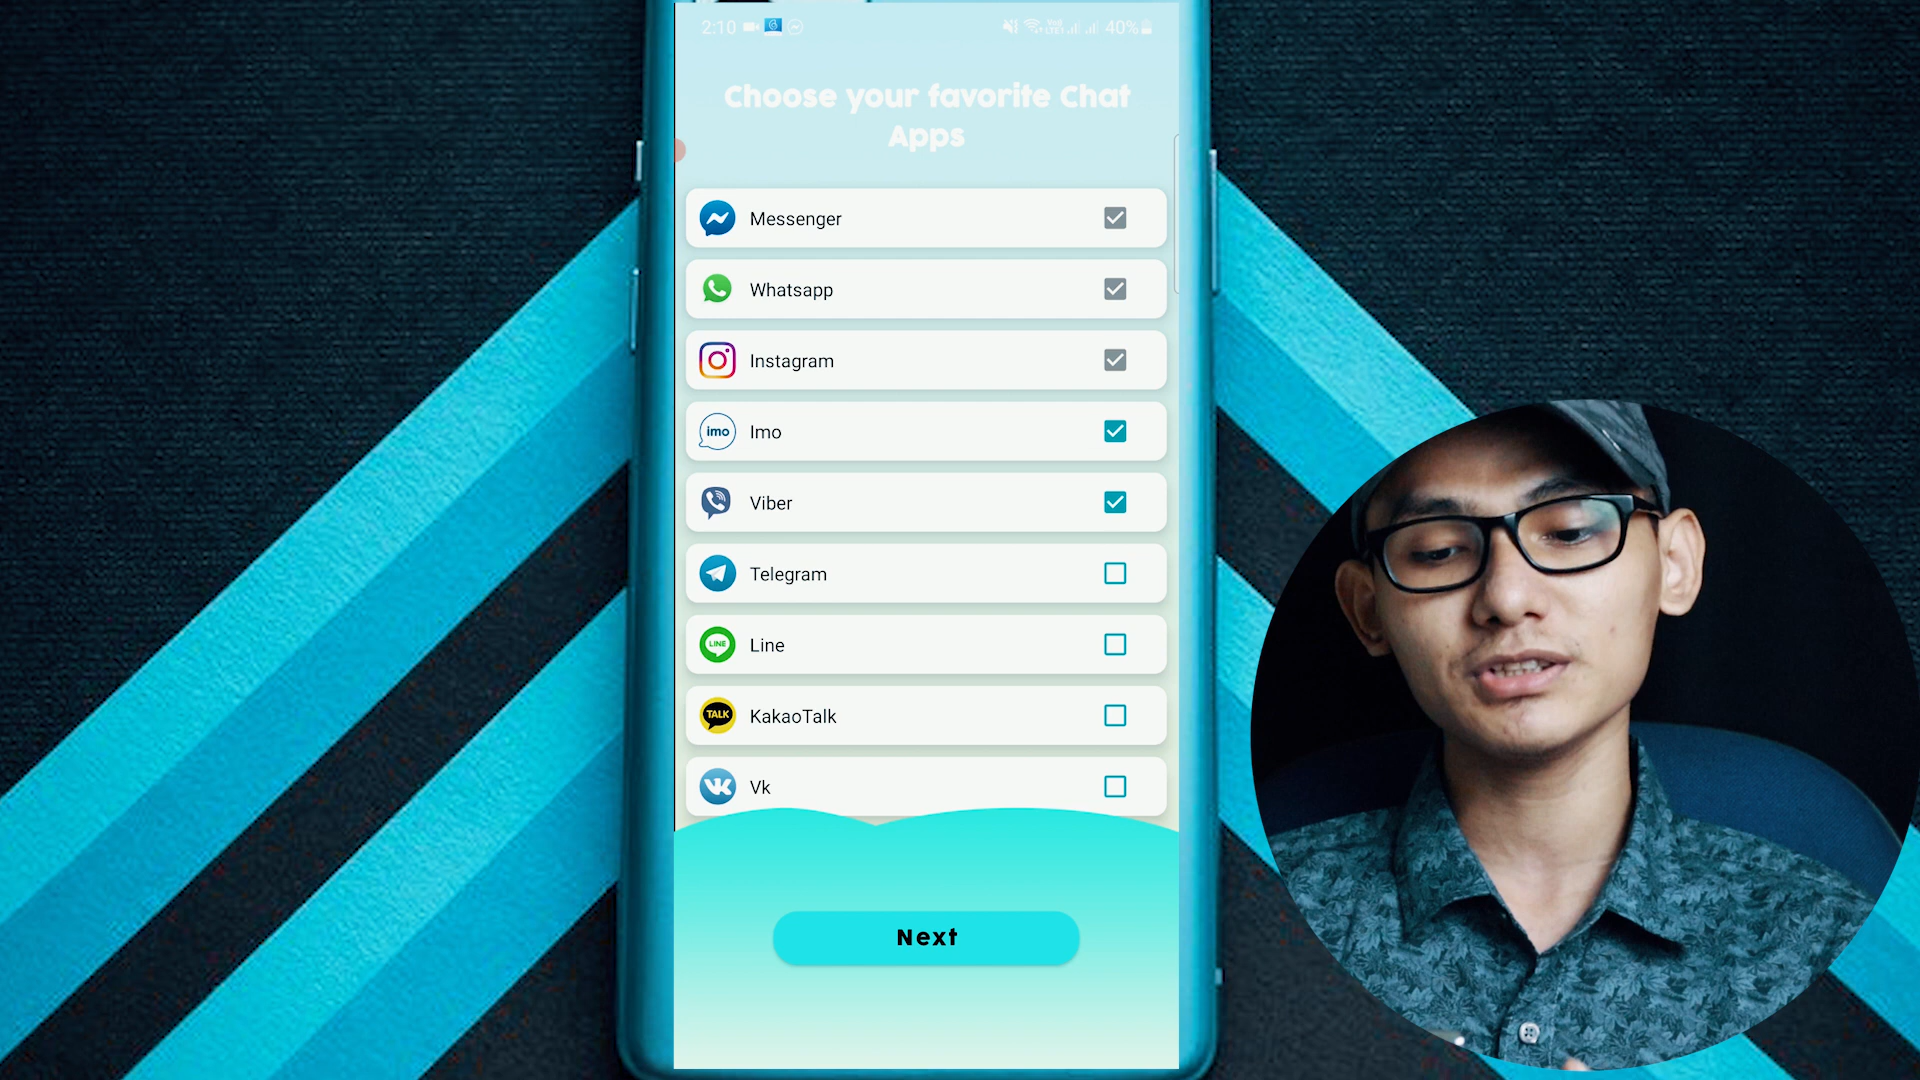 2:10
40%
Choose your favorite Chat
Apps
Messenger
Whatsapp
Instagram
imo
Imo
Viber
Telegram
LINE
Line
TALK
KakaoTalk
Vk
Next